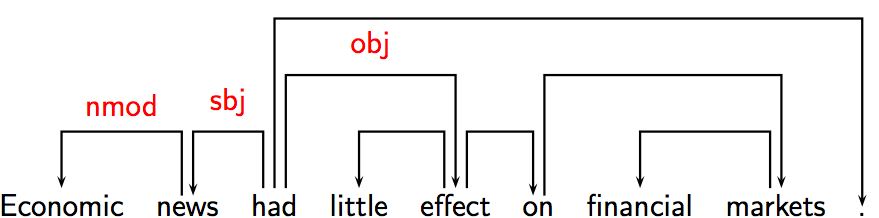 obj
nmod sbj
Economic news had little effect on financial markets .